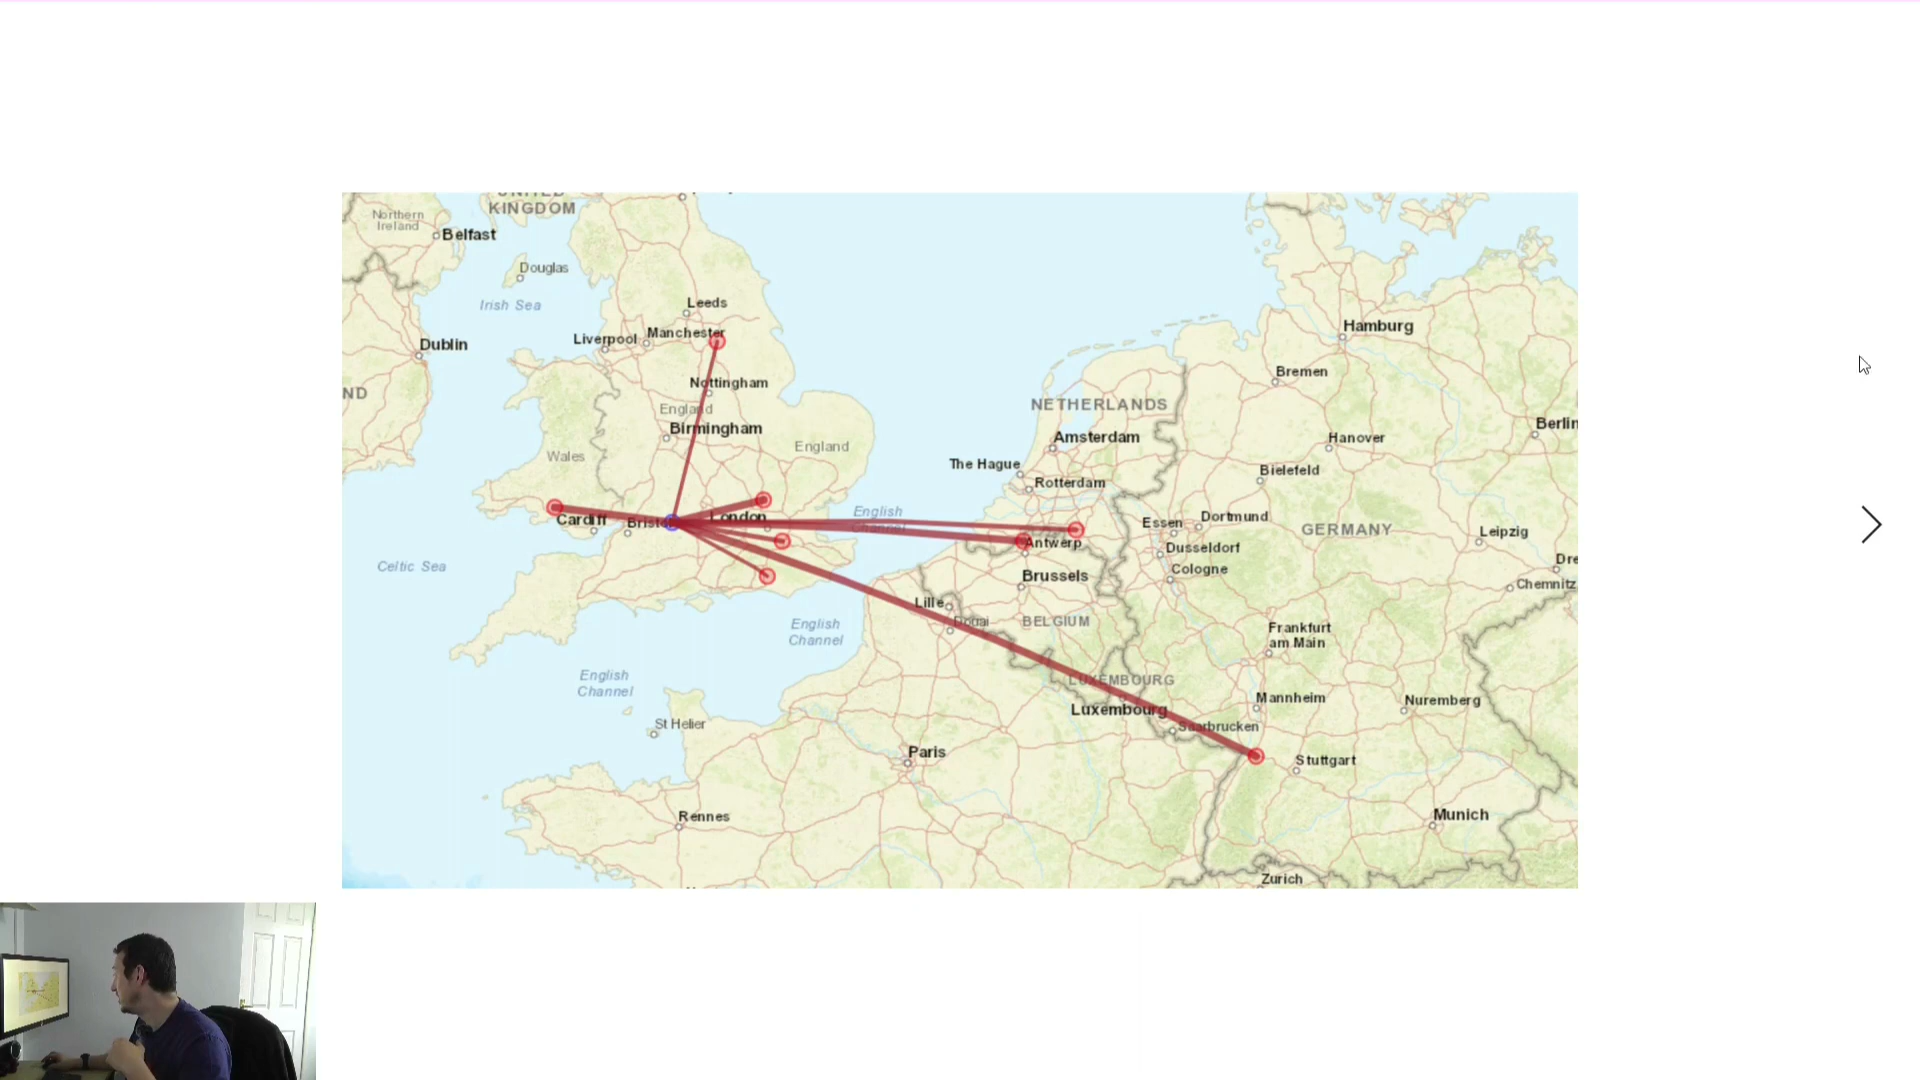 UNITED
KINGDOM
Northern
Ireland
Belfast
Douglas
Irish Sea
Leeds
Liverpool
Manchester
Dublin
Hamburg
Bremen
Nottingham
ND
England
NETHERLANDS
Birmingham
England
Amsterdam
Hanover
Berlin
Wales
The Hague
Bielefeld
Rotterdam
Cardiff
Bristol
London
English
Channel
Essen
Dortmund
GERMANY
Leipzig
Antwerp
Dusseldorf
Dre
Celtic Sea
Cologne
Brussels
Chemnitz
Lille
Douai
BELGIUM
English
Channel
Frankfurt
am Main
English
Channel
LUXEMBOURG
Luxembourg
Mannheim
Nuremberg
St Helier
Saarbrucken
Paris
Stuttgart
Rennes
Munich
Zurich